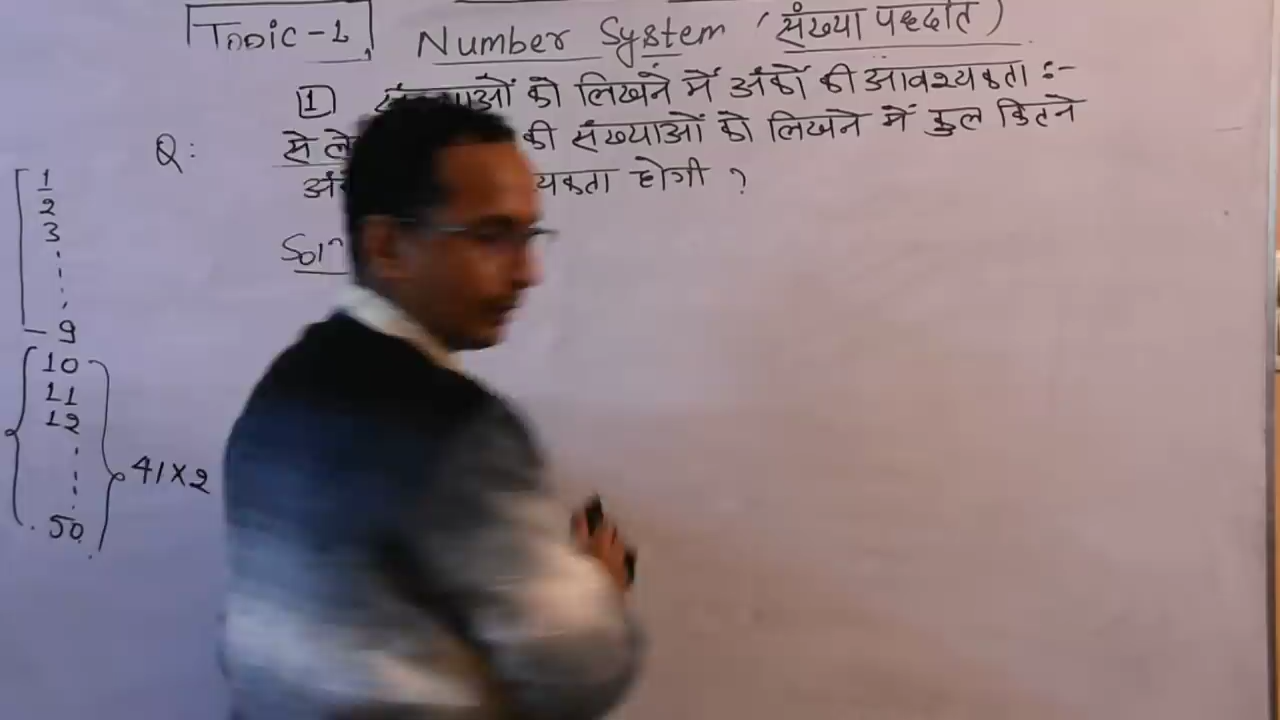 Topic-1 Number System (संख्या पद्धति)
1 को लिखने में अंकों की आवश्यकता :-
Q: से की संख्याओं को लिखने में कुल कितने
होगी ?
Soln
1
2
3
9
10
11
12
50
41×2